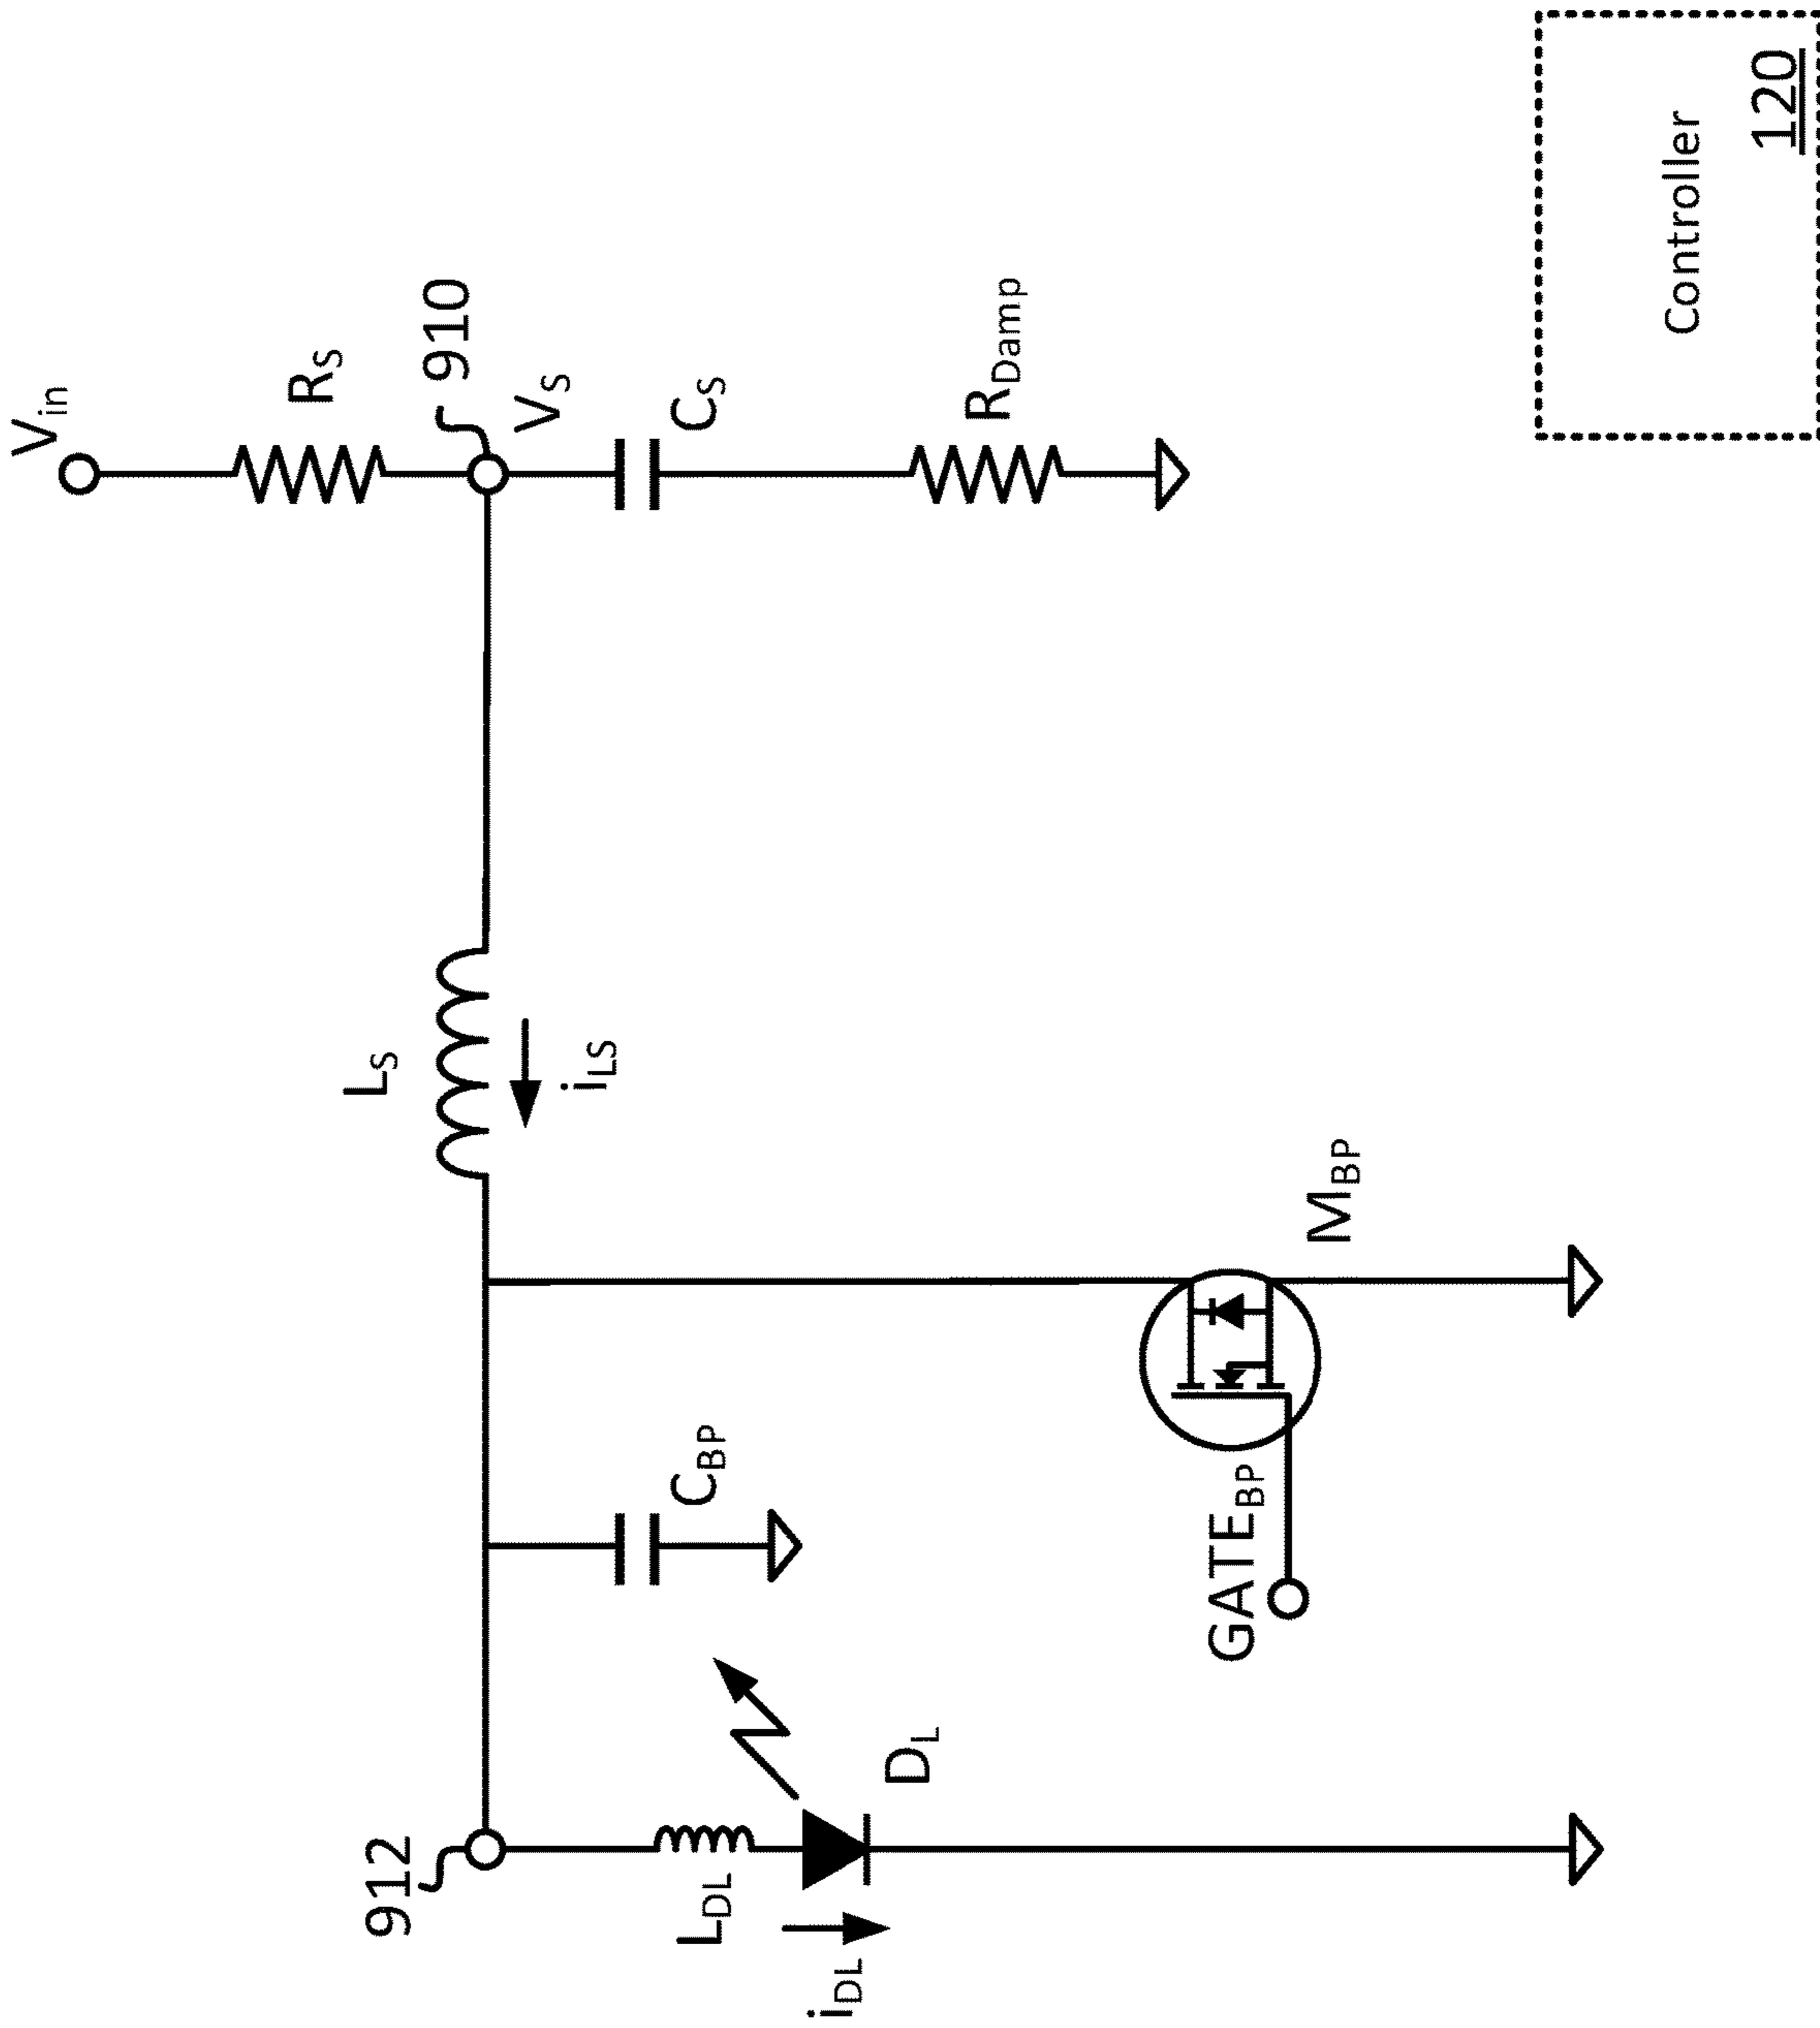 Vin
RS
910
VS
CS
RDamp
LS
iLS
MBP
GATEBP
CBP
912
LDL
iDL
DL
Controller
120